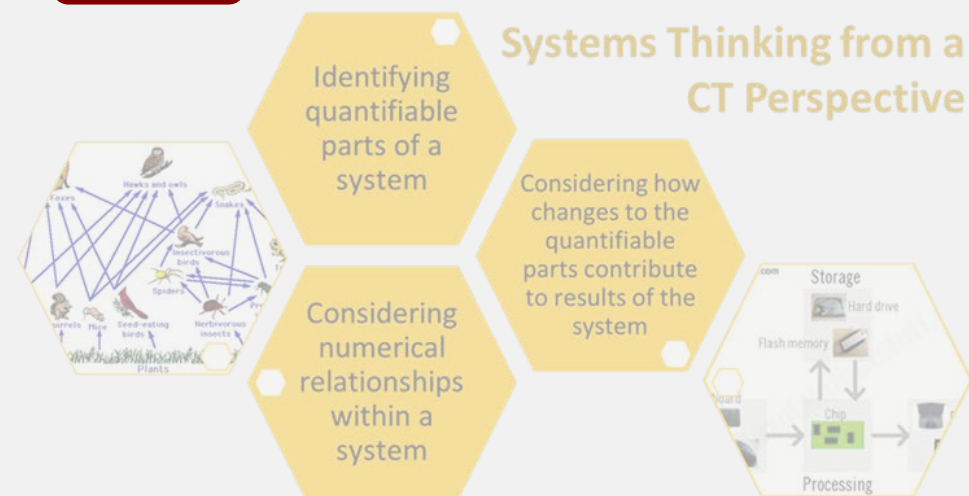 Systems Thinking from a
CT Perspective
Identifying
quantifiable
parts of a
system
Considering how
changes to the
quantifiable
parts contribute
to results of the
system
Considering
numerical
relationships
within a
system
Hawks and owls
Foxes
Snakes
Insectivorous
birds
Spiders
Mice
Seed-eating
birds
Herbivorous
insects
Plants
com
Storage
Hard drive
Flash memory
Chip
Processing